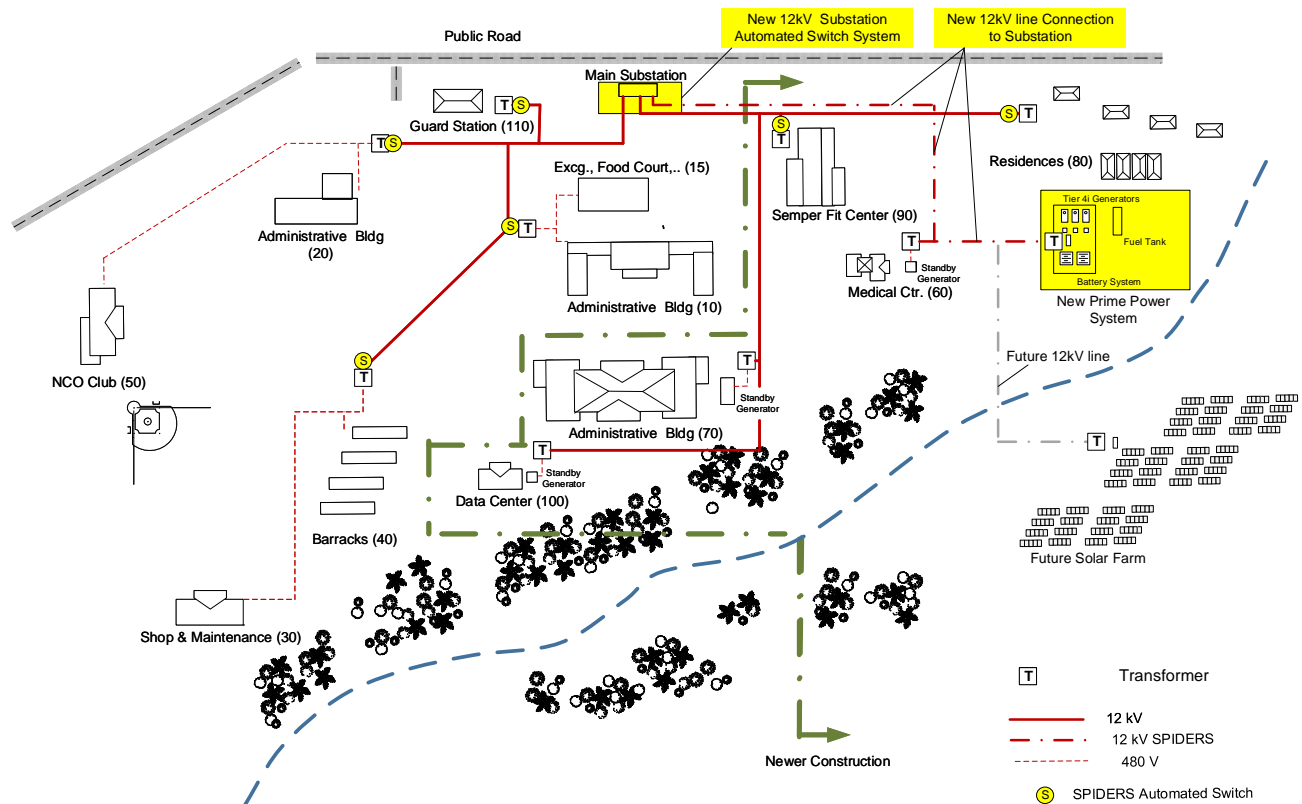 New 12kV  Substation
Automated Switch System
New 12kV line Connection
to Substation
Public Road
Main Substation
T
S
Guard Station (110)
T
S
S
T
S
T
Excg., Food Court,.. (15)
Residences (80)
Administrative  Bldg
(20)
S
T
Semper Fit Center (90)
Tier 4i Generators
T
Fuel Tank
T
Standby
Generator
Battery System
Medical Ctr. (60)
New Prime Power
System
Administrative Bldg (10)
S
T
T
Future 12kV line
NCO Club (50)
Standby
Generator
Administrative Bldg (70)
T
T
Standby
Generator
Data Center (100)
Barracks (40)
Future Solar Farm
Shop & Maintenance (30)
T
Transformer
12 kV
12 kV SPIDERS
480 V
Newer Construction
S
SPIDERS Automated Switch